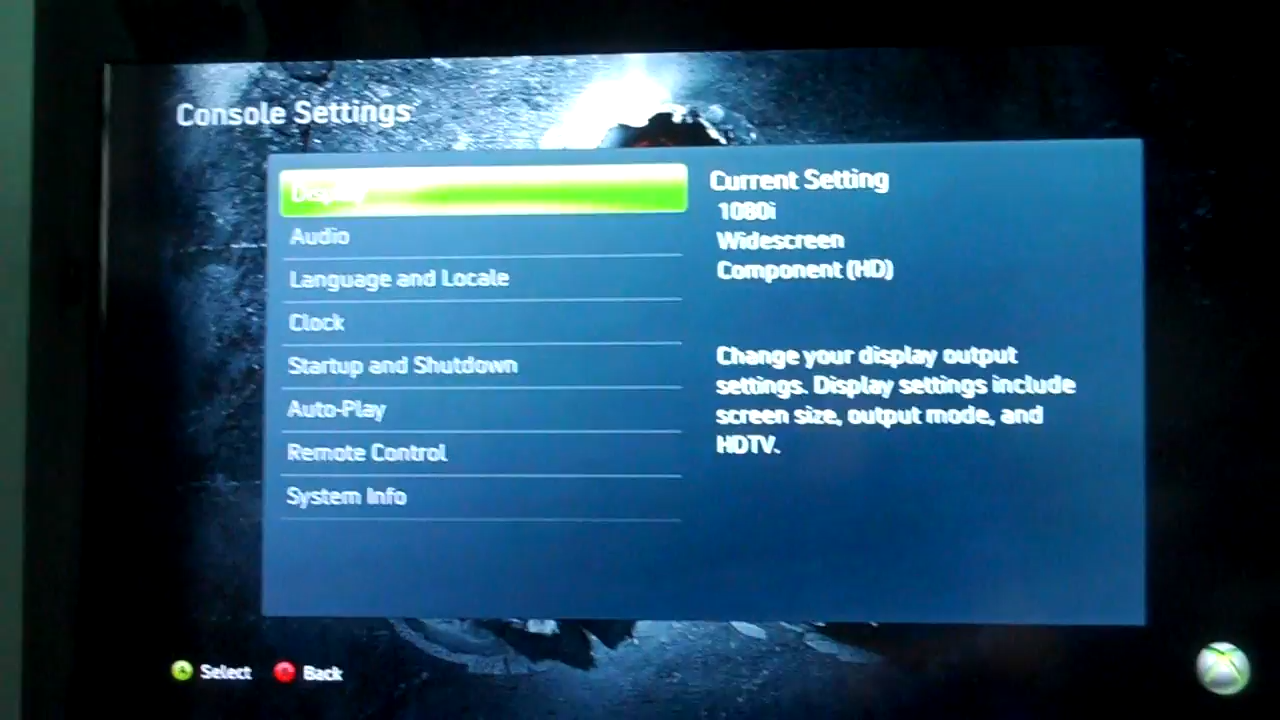 Console Settings
Display
Audio
Language and Locale
Clock
Startup and Shutdown
Auto-Play
Remote Control
System Info
Current Setting
1080i
Widescreen
Component (HD)
Change your display output
settings. Display settings include
screen size, output mode, and
HDTV.
A Select
Back